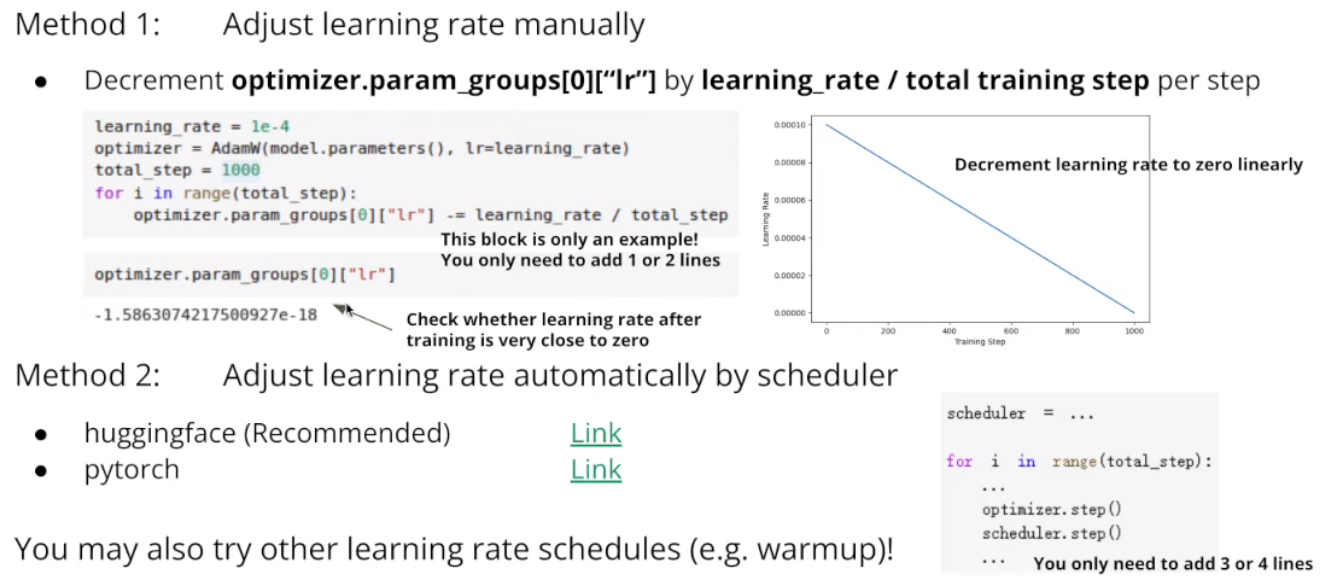 Method 1: Adjust learning rate manually
● Decrement optimizer.param_groups[0][“lr”] by learning_rate / total training step per step
learning_rate = 1e-4
optimizer = AdamW(model.parameters(), lr=learning_rate)
total_step = 1000
for i in range(total_step):
    optimizer.param_groups[0]["lr"] -= learning_rate / total_step
This block is only an example!
You only need to add 1 or 2 lines
optimizer.param_groups[0]["lr"]
-1.5863074217500927e-18
Check whether learning rate after
training is very close to zero
Decrement learning rate to zero linearly
Learning Rate
0.00010
0.00008
0.00006
0.00004
0.00002
0.00000
0 200 400 600 800 1000
Training Step
Method 2: Adjust learning rate automatically by scheduler
● huggingface (Recommended) Link
● pytorch Link
scheduler = ...
for i in range(total_step):
    ...
    optimizer.step()
    scheduler.step()
    ...
You only need to add 3 or 4 lines
You may also try other learning rate schedules (e.g. warmup)!